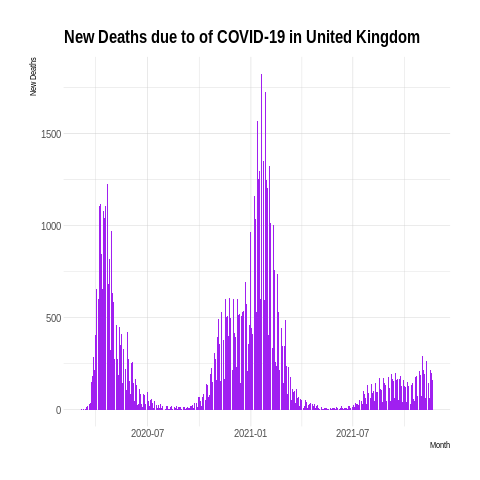 New Deaths due to of COVID-19 in United Kingdom
New Deaths
1500
1000
500
0
2020-07
2021-01
2021-07
Month